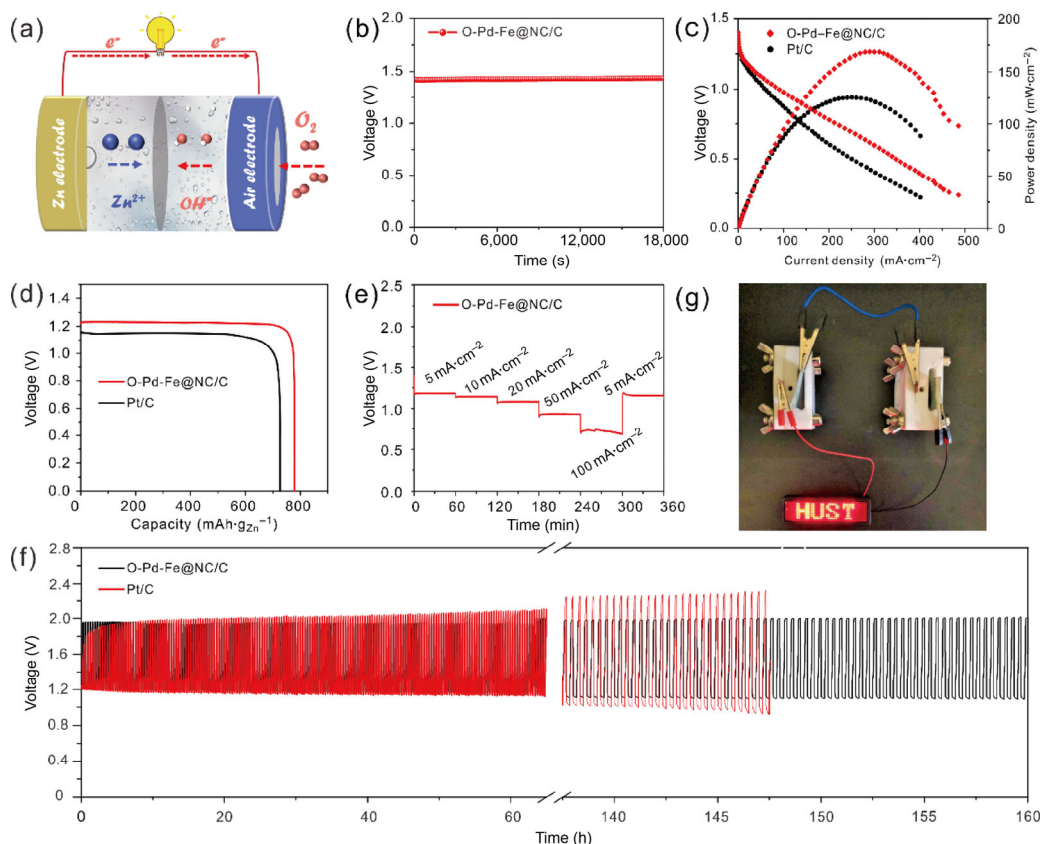 (a)
e⁻
e⁻
Zn electrode
Zn²⁺
OH⁻
Air electrode
O₂
(b)
Voltage (V)
2.0
1.5
1.0
0.5
0.0
O-Pd-Fe@NC/C
0
6,000
12,000
18,000
Time (s)
(c)
Voltage (V)
1.5
1.0
0.5
0.0
O-Pd–Fe@NC/C
Pt/C
200
150
100
50
0
Power density (mW·cm⁻²)
0
100
200
300
400
500
Current density (mA·cm⁻²)
(d)
Voltage (V)
1.4
1.2
1.0
0.8
0.6
0.4
0.2
0.0
O-Pd-Fe@NC/C
Pt/C
0
200
400
600
800
Capacity (mAh·gZn⁻¹)
(e)
Voltage (V)
2.5
2.0
1.5
1.0
0.5
0.0
O-Pd-Fe@NC/C
5 mA·cm⁻²
10 mA·cm⁻²
20 mA·cm⁻²
50 mA·cm⁻²
100 mA·cm⁻²
5 mA·cm⁻²
0
60
120
180
240
300
360
Time (min)
(g)
HUST
(f)
Voltage (V)
2.8
2.4
2.0
1.6
1.2
0.8
0.4
0
O-Pd-Fe@NC/C
Pt/C
0
20
40
60
140
145
150
155
160
Time (h)